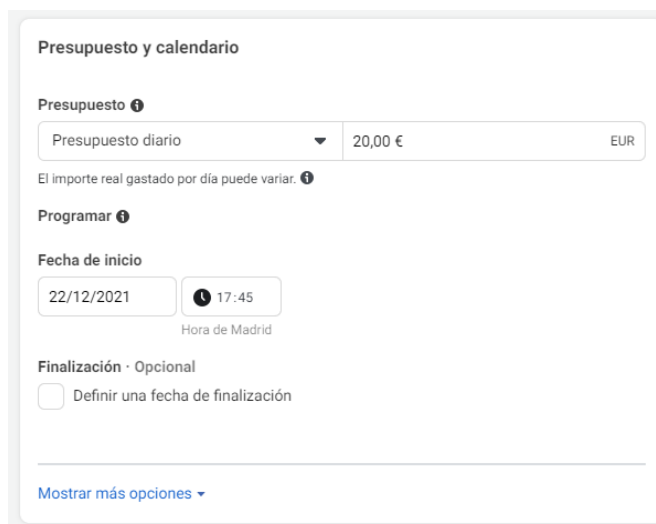 Presupuesto y calendario
Presupuesto
Presupuesto diario 20,00 € EUR
El importe real gastado por día puede variar.
Programar
Fecha de inicio
22/12/2021 17:45
Hora de Madrid
Finalización · Opcional
Definir una fecha de finalización
Mostrar más opciones